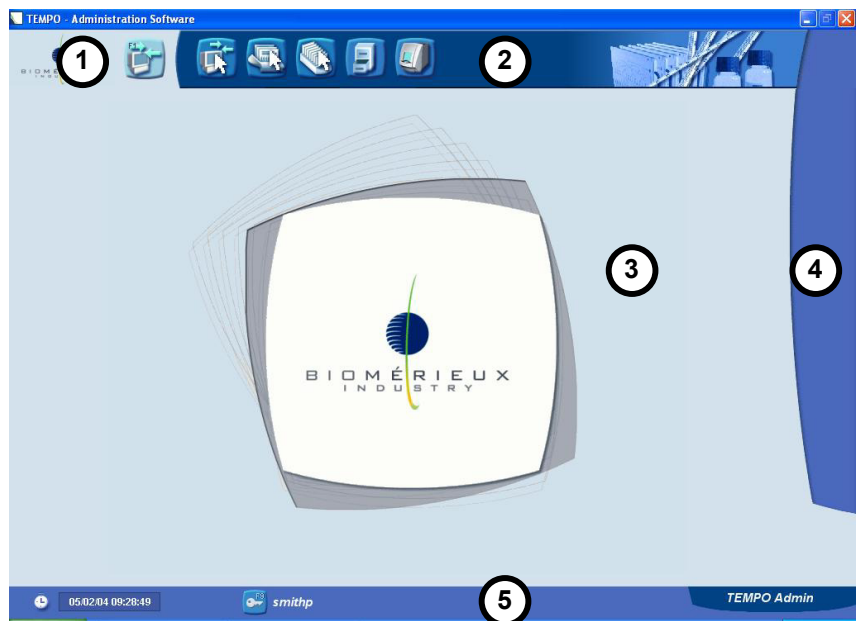 TEMPO - Administration Software
1
F1
2
3
4
BIOMÉRIEUX
INDUSTRY
05/02/04 09:28:49
F9
smithp
5
TEMPO Admin